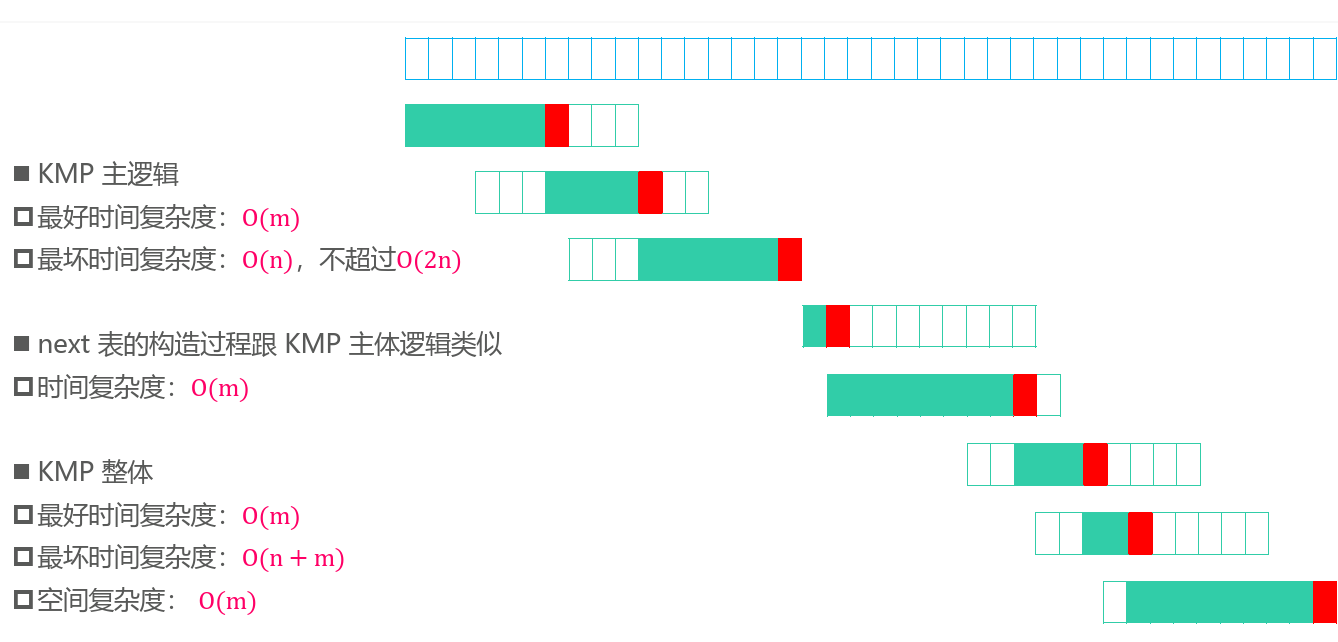 KMP 主逻辑
最好时间复杂度：O(m)
最坏时间复杂度：O(n)，不超过O(2n)
next 表的构造过程跟 KMP 主体逻辑类似
时间复杂度：O(m)
KMP 整体
最好时间复杂度：O(m)
最坏时间复杂度：O(n + m)
空间复杂度： O(m)